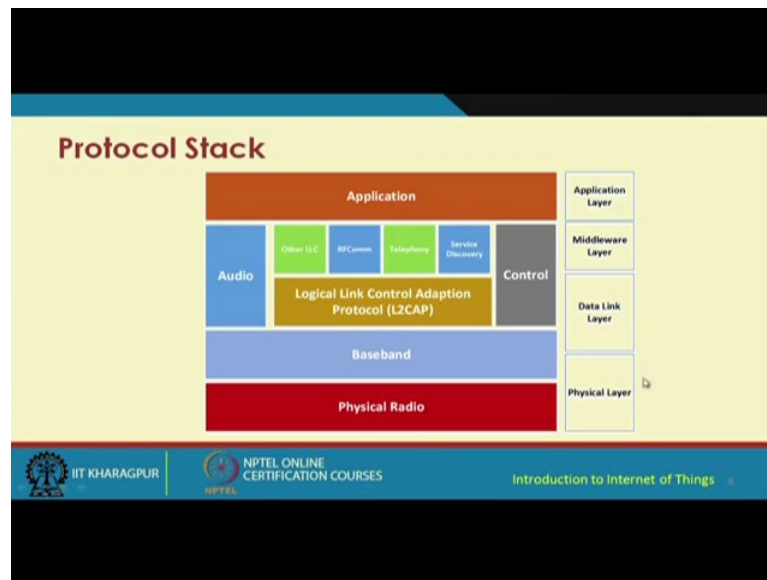 Protocol Stack
Application
Application
Layer
Audio
Other LLC
RFComm
Telephony
Service
Discovery
Control
Middleware
Layer
Logical Link Control Adaption
Protocol (L2CAP)
Data Link
Layer
Baseband
Physical Radio
Physical Layer
IIT KHARAGPUR
NPTEL
NPTEL ONLINE
CERTIFICATION COURSES
Introduction to Internet of Things